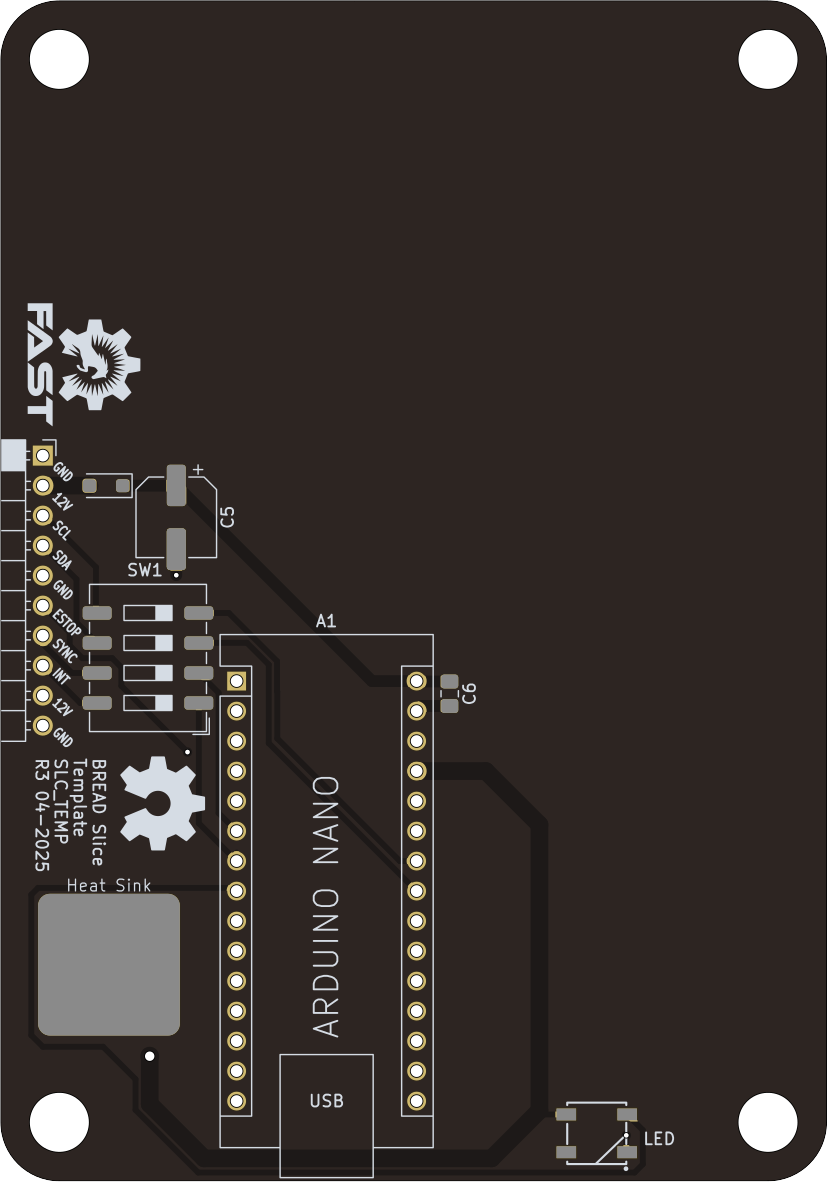 FAST
GND
12V
SCL
SDA
GND
ESTOP
SYNC
INT
12V
GND
+
C5
SW1
A1
C6
BREAD Slice
Template
SLC_TEMP
R3 04-2025
Heat Sink
ARDUINO NANO
USB
LED